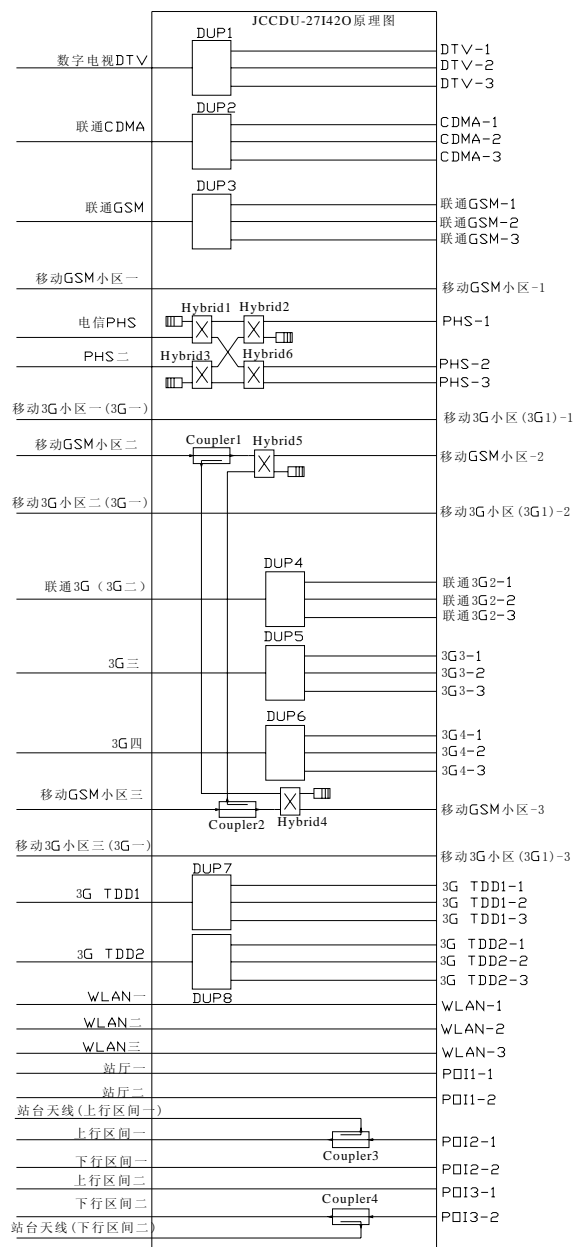 JCCDU-27I42O原理图
DUP1
数字电视DTV
DTV-1
DTV-2
DTV-3
DUP2
联通CDMA
CDMA-1
CDMA-2
CDMA-3
DUP3
联通GSM
联通GSM-1
联通GSM-2
联通GSM-3
移动GSM小区一
移动GSM小区-1
Hybrid1
Hybrid2
电信PHS
PHS-1
PHS二
Hybrid3
Hybrid6
PHS-2
PHS-3
移动3G小区一(3G一)
移动3G小区(3G1)-1
移动GSM小区二
Coupler1
Hybrid5
移动GSM小区-2
移动3G小区二(3G一)
移动3G小区(3G1)-2
DUP4
联通3G（3G二）
联通3G2-1
联通3G2-2
联通3G2-3
DUP5
3G三
3G3-1
3G3-2
3G3-3
DUP6
3G四
3G4-1
3G4-2
3G4-3
移动GSM小区三
Coupler2
Hybrid4
移动GSM小区-3
移动3G小区三(3G一)
移动3G小区(3G1)-3
DUP7
3G TDD1
3G TDD1-1
3G TDD1-2
3G TDD1-3
3G TDD2
3G TDD2-1
3G TDD2-2
3G TDD2-3
DUP8
WLAN一
WLAN-1
WLAN二
WLAN-2
WLAN三
WLAN-3
站厅一
POI1-1
站厅二
POI1-2
站台天线(上行区间一)
上行区间一
Coupler3
POI2-1
下行区间一
POI2-2
上行区间二
POI3-1
下行区间二
Coupler4
POI3-2
站台天线(下行区间二)